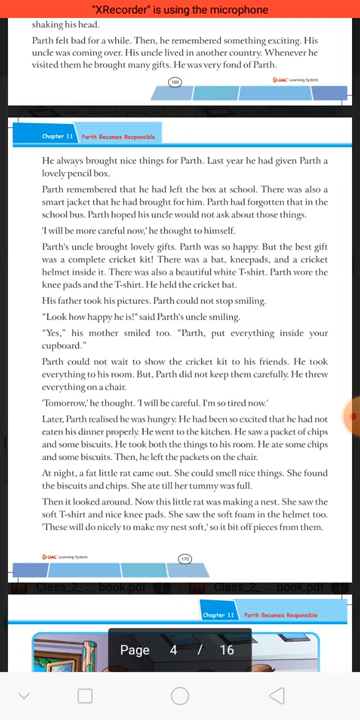 "XRecorder" is using the microphone
shaking his head.
Parth felt bad for a while. Then, he remembered something exciting. His
uncle was coming over. His uncle lived in another country. Whenever he
visited them he brought many gifts. He was very fond of Parth.
Learning System
Chapter 11 Parth Becomes Responsible
He always brought nice things for Parth. Last year he had given Parth a
lovely pencil box.
Parth remembered that he had left the box at school. There was also a
smart jacket that he had brought for him. Parth had forgotten that in the
school bus. Parth hoped his uncle would not ask about those things.
'I will be more careful now,' he thought to himself.
Parth's uncle brought lovely gifts. Parth was so happy. But the best gift
was a complete cricket kit! There was a bat, kneepads, and a cricket
helmet inside it. There was also a beautiful white T-shirt. Parth wore the
knee pads and the T-shirt. He held the cricket bat.
His father took his pictures. Parth could not stop smiling.
"Look how happy he is!" said Parth's uncle smiling.
"Yes," his mother smiled too. "Parth, put everything inside your
cupboard."
Parth could not wait to show the cricket kit to his friends. He took
everything to his room. But, Parth did not keep them carefully. He threw
everything on a chair.
'Tomorrow,' he thought. 'I will be careful. I'm so tired now.'
Later, Parth realised he was hungry. He had been so excited that he had not
eaten his dinner properly. He went to the kitchen. He saw a packet of chips
and some biscuits. He took both the things to his room. He ate some chips
and some biscuits. Then, he left the packets on the chair.
At night, a fat little rat came out. She could smell nice things. She found
the biscuits and chips. She ate till her tummy was full.
Then it looked around. Now this little rat was making a nest. She saw the
soft T-shirt and nice knee pads. She saw the soft foam in the helmet too.
'These will do nicely to make my nest soft,' so it bit off pieces from them.
Learning System
Class_2_ ... book.pdf
book.pdf
Chapter 11 Parth Becomes Responsible
Page 4 / 16